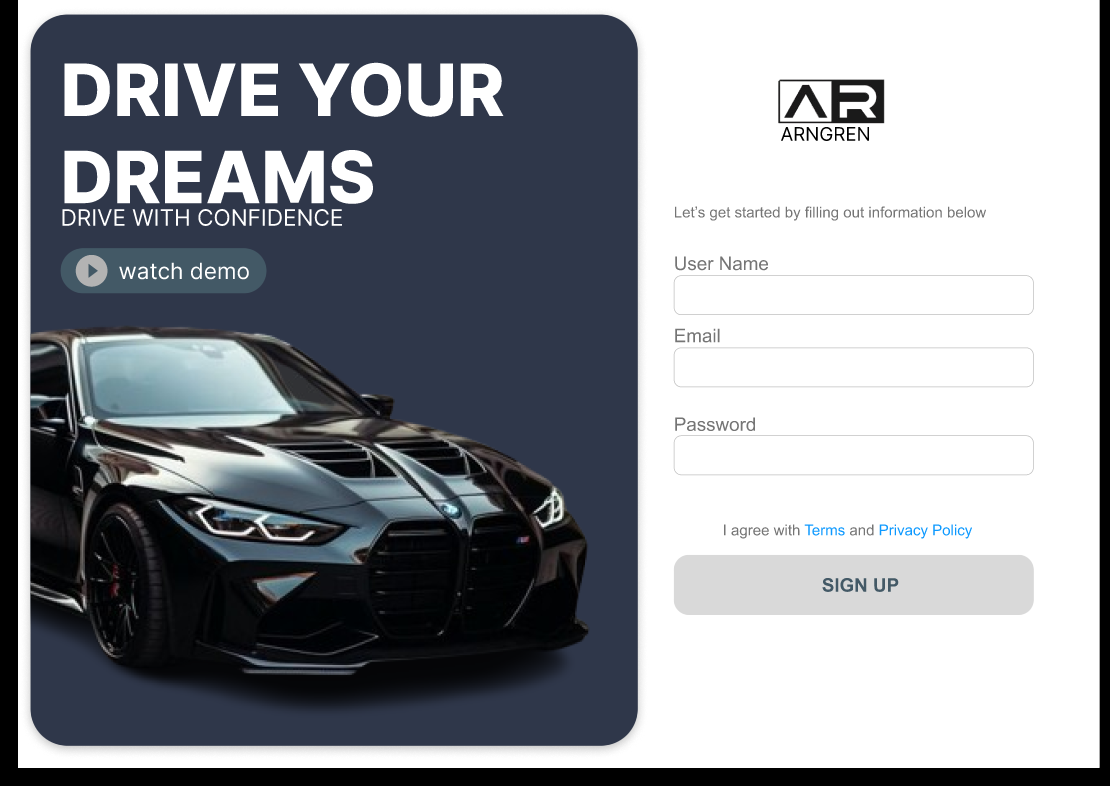 DRIVE YOUR
DREAMS
DRIVE WITH CONFIDENCE
watch demo
AR
ARNGREN
Let's get started by filling out information below
User Name
Email
Password
I agree with Terms and Privacy Policy
SIGN UP